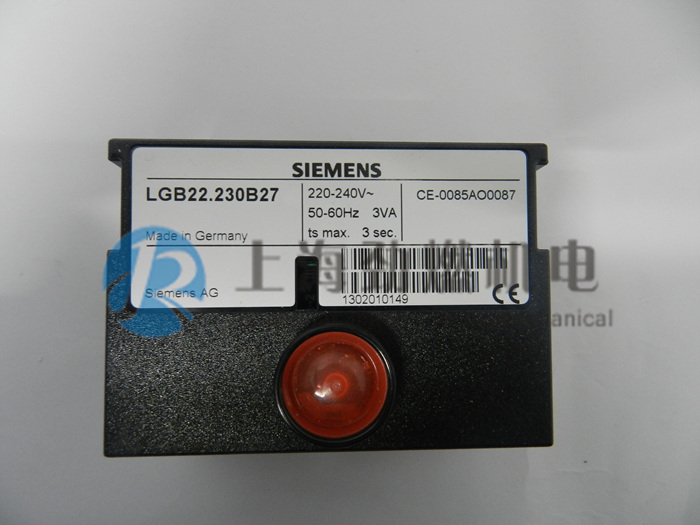 SIEMENS
LGB22.230B27
220-240V~
50-60Hz 3VA
ts max. 3 sec.
CE-0085AO0087
Made in Germany
Siemens AG
1302010149
CE
上海
机电